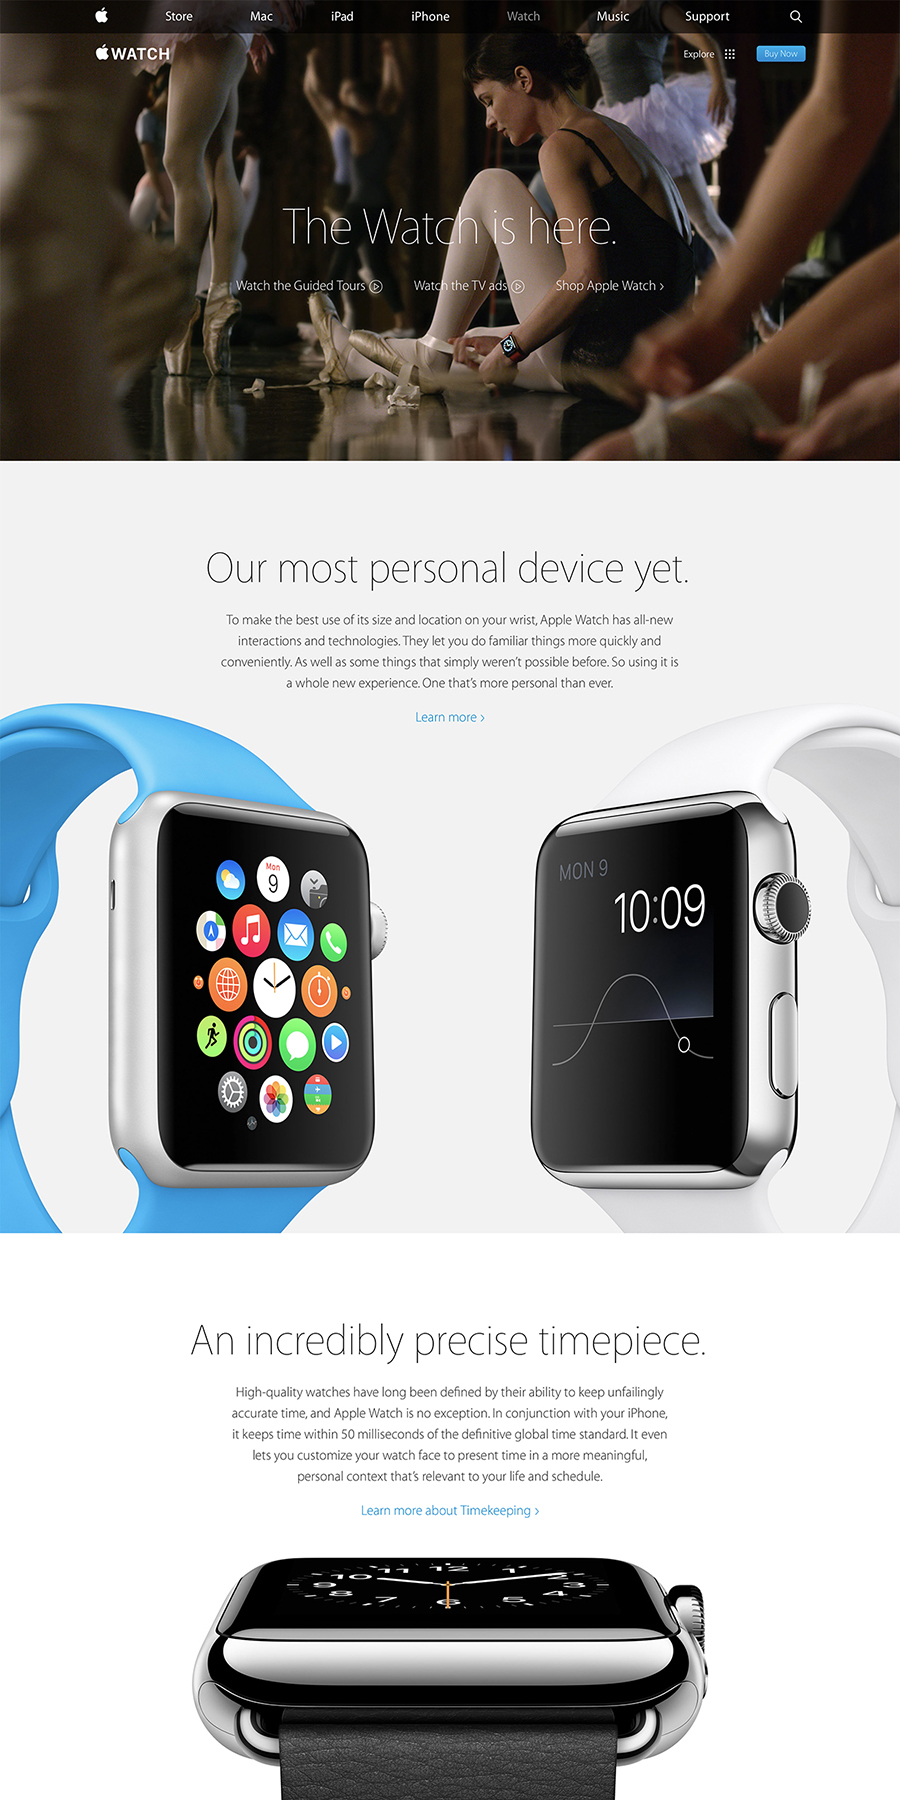 Store Mac iPad iPhone Watch Music Support
WATCH
Explore
Buy Now
The Watch is here.
Watch the Guided Tours
Watch the TV ads
Shop Apple Watch
Our most personal device yet.
To make the best use of its size and location on your wrist, Apple Watch has all-new
interactions and technologies. They let you do familiar things more quickly and
conveniently. As well as some things that simply weren’t possible before. So using it is
a whole new experience. One that’s more personal than ever.
Learn more
Mon
9
MON 9
10:09
An incredibly precise timepiece.
High-quality watches have long been defined by their ability to keep unfailingly
accurate time, and Apple Watch is no exception. In conjunction with your iPhone,
it keeps time within 50 milliseconds of the definitive global time standard. It even
lets you customize your watch face to present time in a more meaningful,
personal context that’s relevant to your life and schedule.
Learn more about Timekeeping
11 12 1
10 2
9 3
8 4
7 6 5